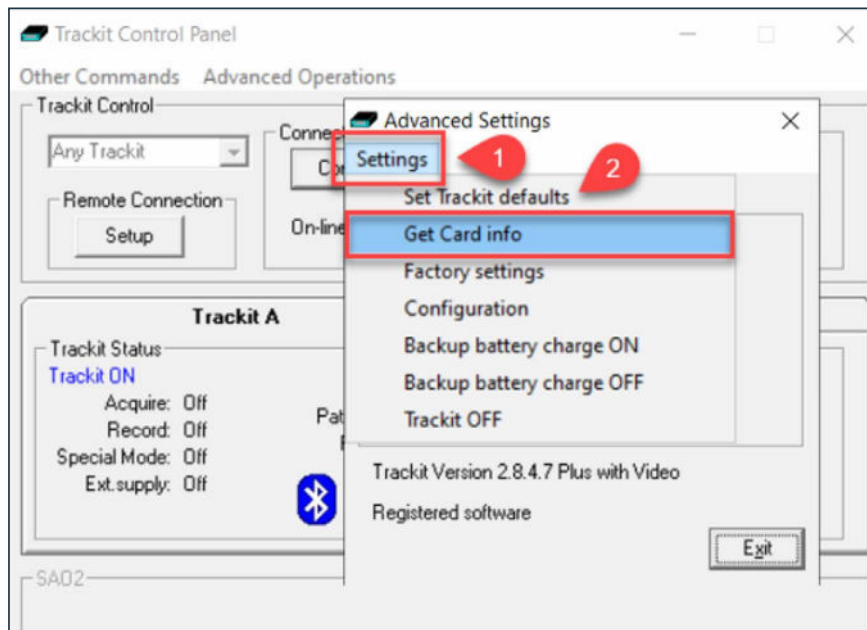 Trackit Control Panel
Other Commands Advanced Operations
Trackit Control
Any Trackit
Remote Connection
Setup
On-line
Advanced Settings
Settings
1
2
Set Trackit defaults
Get Card info
Factory settings
Configuration
Backup battery charge ON
Backup battery charge OFF
Trackit OFF
Trackit Version 2.8.4.7 Plus with Video
Registered software
Exit
Trackit A
Trackit Status
Trackit ON
Acquire: Off
Record: Off
Special Mode: Off
Ext.supply: Off
SAO2